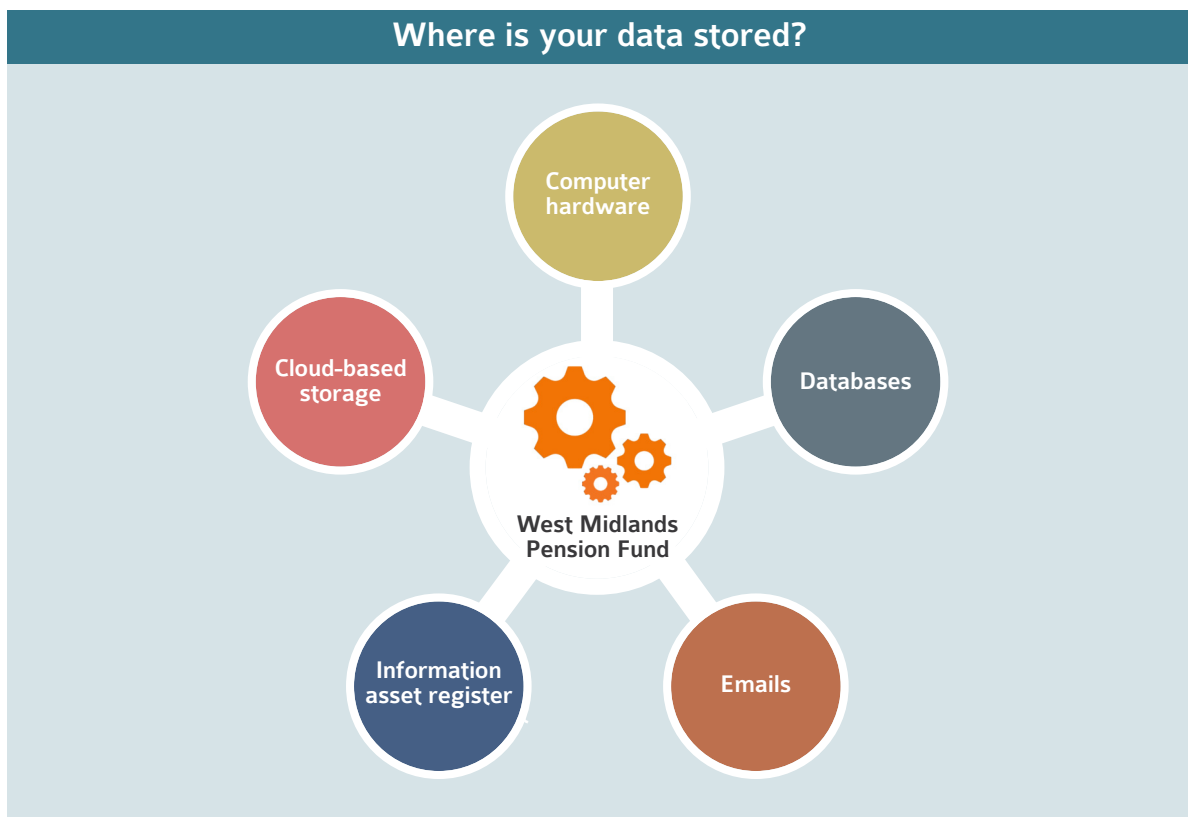 Where is your data stored?
Computer
hardware
Cloud-based
storage
Databases
West Midlands
Pension Fund
Information
asset register
Emails